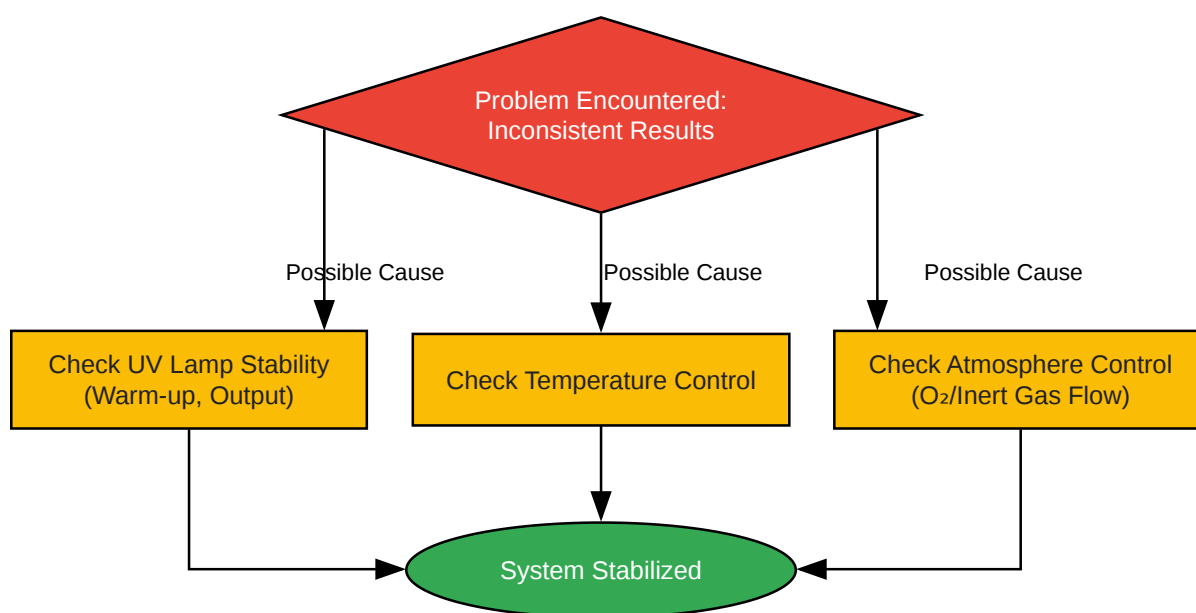 Problem Encountered:
Inconsistent Results
Possible Cause
Possible Cause
Possible Cause
Check UV Lamp Stability
(Warm-up, Output)
Check Temperature Control
Check Atmosphere Control
(O₂/Inert Gas Flow)
System Stabilized